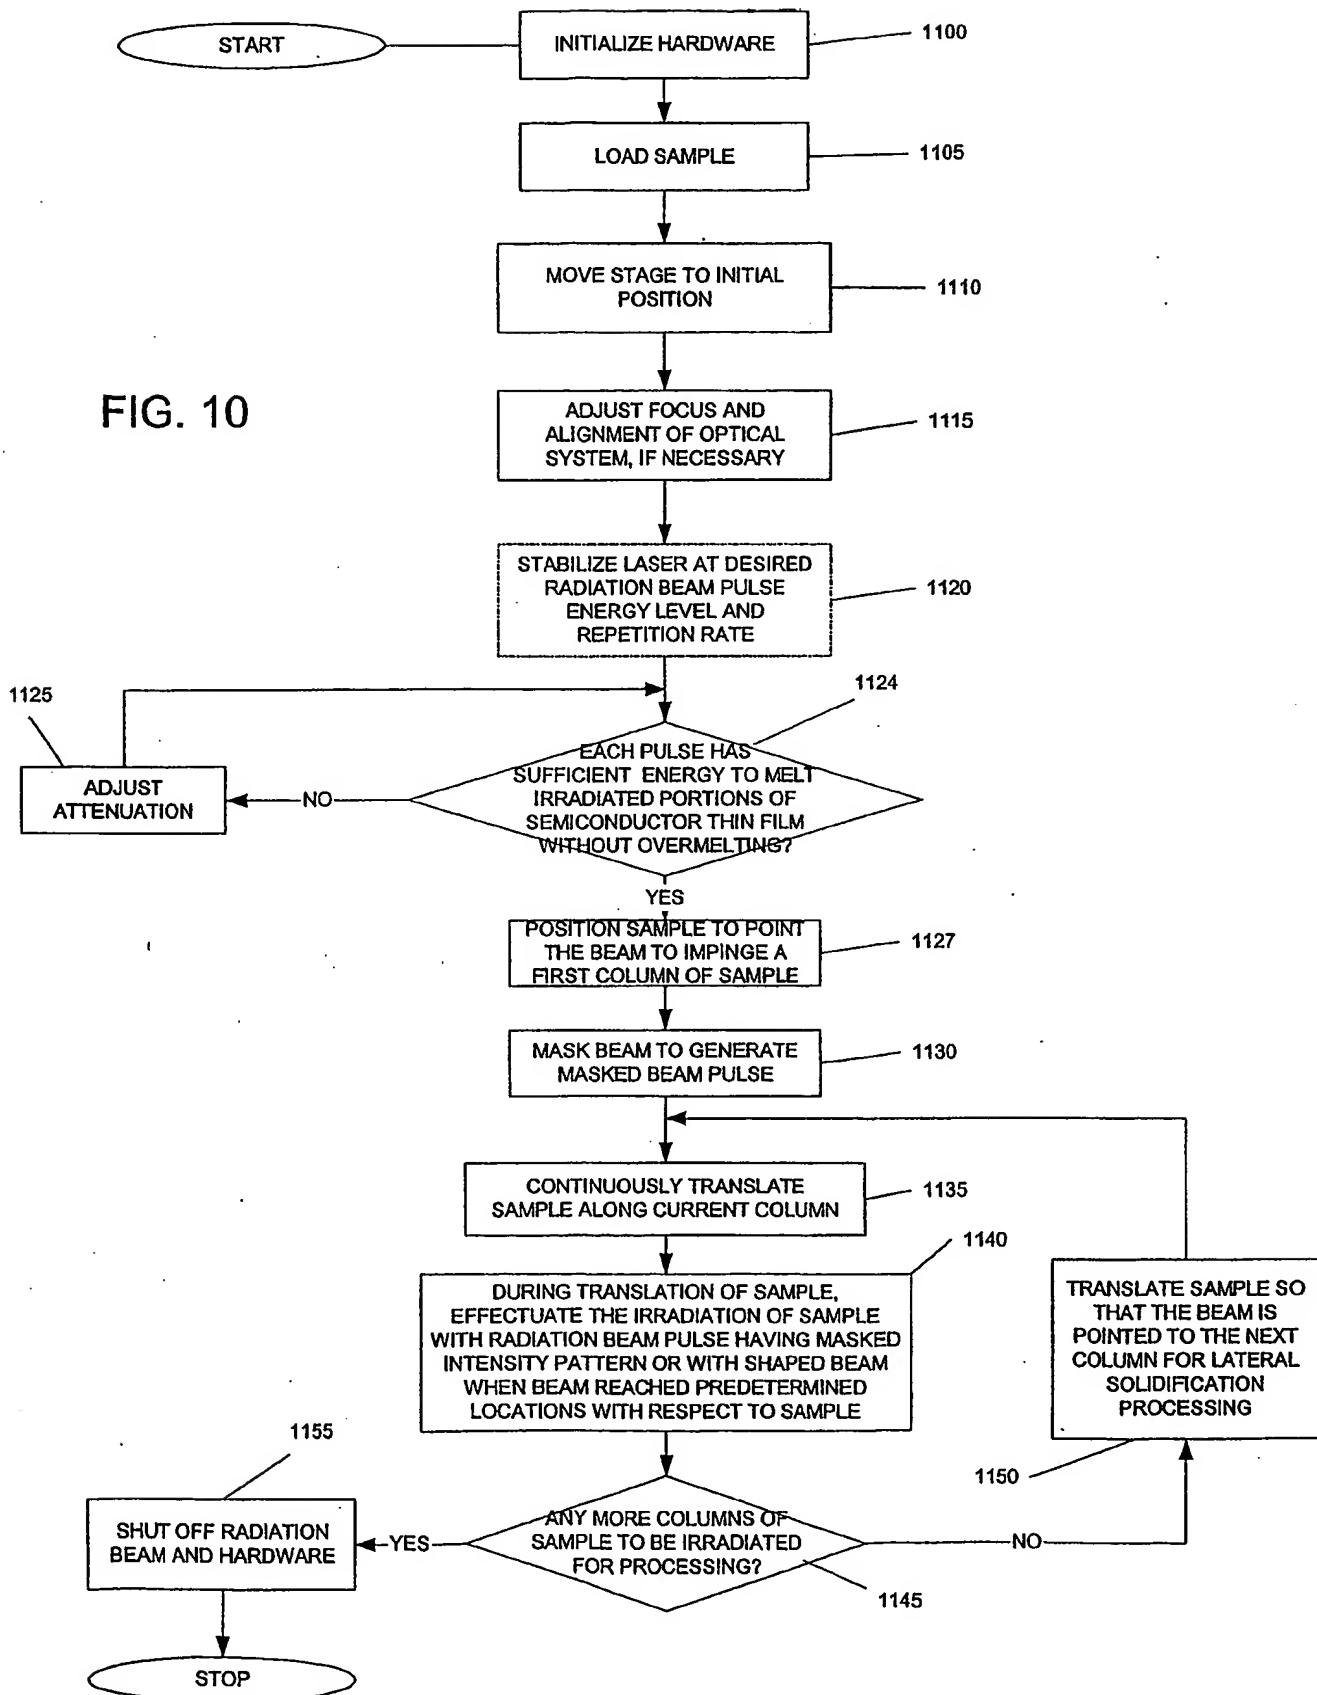 START
INITIALIZE HARDWARE
1100
LOAD SAMPLE
1105
MOVE STAGE TO INITIAL
POSITION
1110
FIG. 10
ADJUST FOCUS AND
ALIGNMENT OF OPTICAL
SYSTEM, IF NECESSARY
1115
STABILIZE LASER AT DESIRED
RADIATION BEAM PULSE
ENERGY LEVEL AND
REPETITION RATE
1120
1125
1124
ADJUST
ATTENUATION
NO
EACH PULSE HAS
SUFFICIENT ENERGY TO MELT
IRRADIATED PORTIONS OF
SEMICONDUCTOR THIN FILM
WITHOUT OVERMELTING?
YES
POSITION SAMPLE TO POINT
THE BEAM TO IMPINGE A
FIRST COLUMN OF SAMPLE
1127
MASK BEAM TO GENERATE
MASKED BEAM PULSE
1130
CONTINUOUSLY TRANSLATE
SAMPLE ALONG CURRENT COLUMN
1135
1140
DURING TRANSLATION OF SAMPLE,
EFFECTUATE THE IRRADIATION OF SAMPLE
WITH RADIATION BEAM PULSE HAVING MASKED
INTENSITY PATTERN OR WITH SHAPED BEAM
WHEN BEAM REACHED PREDETERMINED
LOCATIONS WITH RESPECT TO SAMPLE
TRANSLATE SAMPLE SO
THAT THE BEAM IS
POINTED TO THE NEXT
COLUMN FOR LATERAL
SOLIDIFICATION
PROCESSING
1150
1155
SHUT OFF RADIATION
BEAM AND HARDWARE
YES
ANY MORE COLUMNS OF
SAMPLE TO BE IRRADIATED
FOR PROCESSING?
NO
1145
STOP